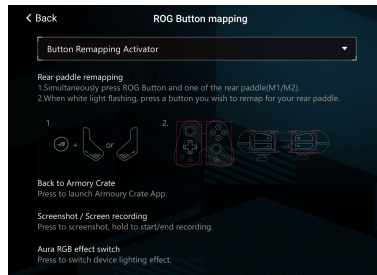 Back
ROG Button mapping
Button Remapping Activator
Rear paddle remapping
1.Simultaneously press ROG Button and one of the rear paddle(M1/M2).
2.When white light flashing, press a button you wish to remap for your rear paddle.
1.
2.
+
or
Back to Armory Crate
Press to launch Armoury Crate App.
Screenshot / Screen recording
Press to screenshot, hold to start/end recording.
Aura RGB effect switch
Press to switch device lighting effect.